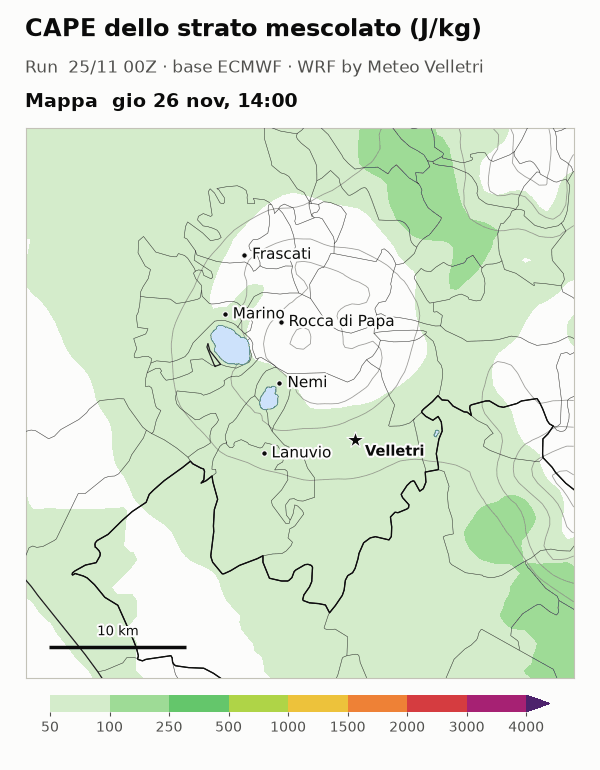 CAPE dello strato mescolato (J/kg)
Run  25/11 00Z · base ECMWF · WRF by Meteo Velletri
Mappa  gio 26 nov, 14:00
Frascati
Marino
Rocca di Papa
Nemi
Velletri
Lanuvio
10 km
50 100 250 500 1000 1500 2000 3000 4000